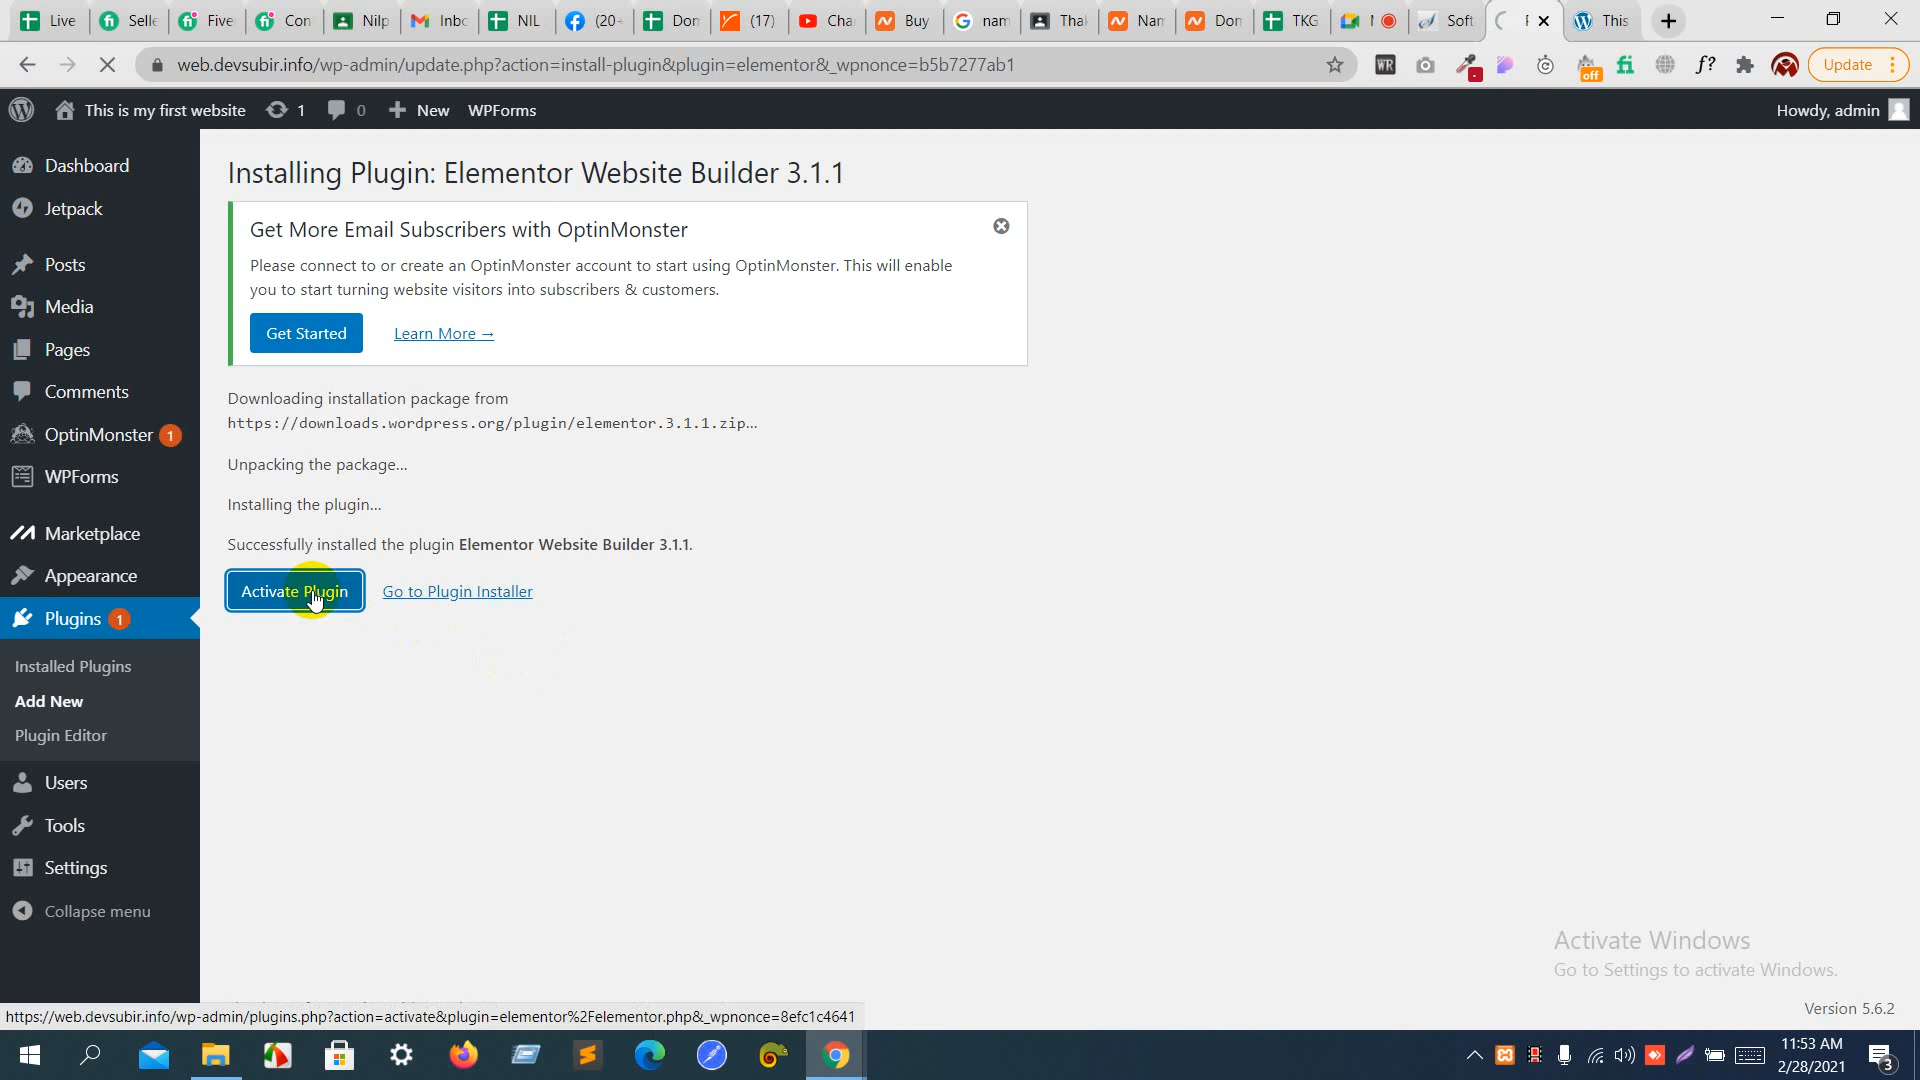 Live
Selle
Five
Con
Nilp
Inbo
NIL
(20
Don
(17)
Cha
Buy
nam
Thal
Nam
Don
TKG
Soft
This
web.devsubir.info/wp-admin/update.php?action=install-plugin&plugin=elementor&_wpnonce=b5b7277ab1
WR
off
f?
Update
This is my first website
1
0
New
WPForms
Howdy, admin
Dashboard
Jetpack
Posts
Media
Pages
Comments
OptinMonster 1
WPForms
Marketplace
Appearance
Plugins 1
Installed Plugins
Add New
Plugin Editor
Users
Tools
Settings
Collapse menu
Installing Plugin: Elementor Website Builder 3.1.1
Get More Email Subscribers with OptinMonster
Please connect to or create an OptinMonster account to start using OptinMonster. This will enable
you to start turning website visitors into subscribers & customers.
Get Started
Learn More →
Downloading installation package from
https://downloads.wordpress.org/plugin/elementor.3.1.1.zip…
Unpacking the package…
Installing the plugin…
Successfully installed the plugin Elementor Website Builder 3.1.1.
Activate Plugin
Go to Plugin Installer
Activate Windows
Go to Settings to activate Windows.
Version 5.6.2
https://web.devsubir.info/wp-admin/plugins.php?action=activate&plugin=elementor%2Felementor.php&_wpnonce=8efc1c4641
11:53 AM
2/28/2021
3